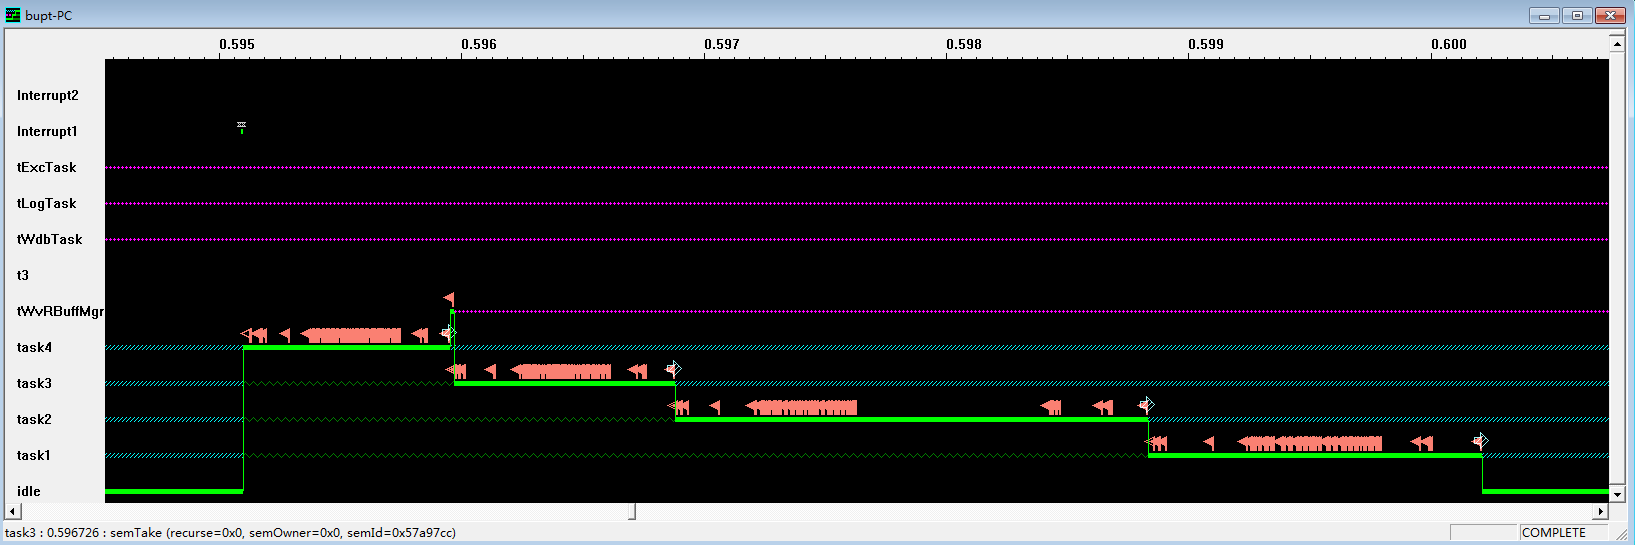 bupt-PC
0.595 0.596 0.597 0.598 0.599 0.600
Interrupt2
Interrupt1
tExcTask
tLogTask
tWdbTask
t3
tWvRBuffMgr
task4
task3
task2
task1
idle
task3 : 0.596726 : semTake (recurse=0x0, semOwner=0x0, semId=0x57a97cc)
COMPLETE